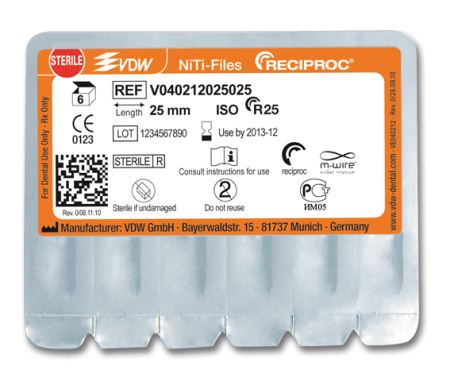 STERILE VDW NiTi-Files RECIPROC®
6 REF V040212025025
Length 25 mm ISO R25
CE 0123
LOT 1234567890 Use by 2013-12
STERILE R
Consult instructions for use reciproc m-wire nickel titanium
Sterile if undamaged 2 Do not reuse PG ИМ05
Rev. 0/08.11.10
For Dental Use Only · Rx Only
www.vdw-dental.com · VE040212 Rev. 0/28.09.10
Manufacturer: VDW GmbH · Bayerwaldstr. 15 · 81737 Munich · Germany